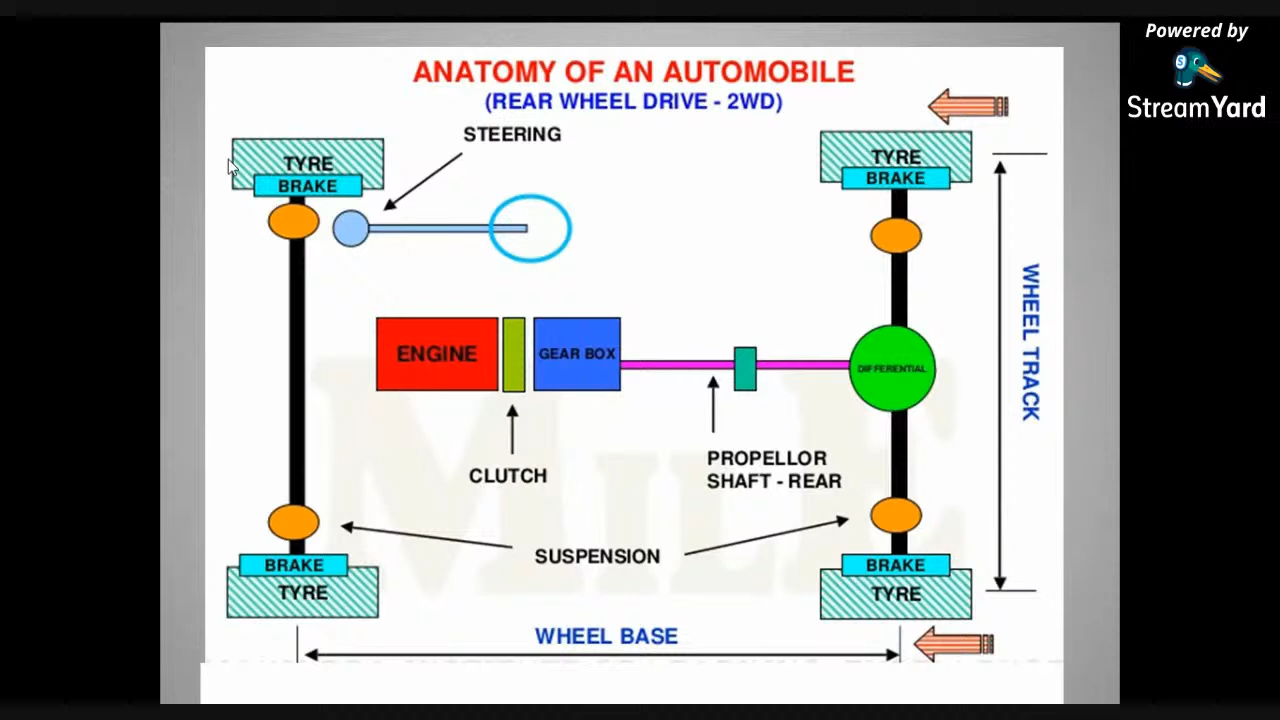 Powered by
StreamYard
ANATOMY OF AN AUTOMOBILE
(REAR WHEEL DRIVE - 2WD)
STEERING
TYRE
BRAKE
TYRE
BRAKE
WHEEL TRACK
ENGINE
GEAR BOX
DIFFERENTIAL
CLUTCH
PROPELLOR
SHAFT - REAR
SUSPENSION
BRAKE
TYRE
BRAKE
TYRE
WHEEL BASE
MILE